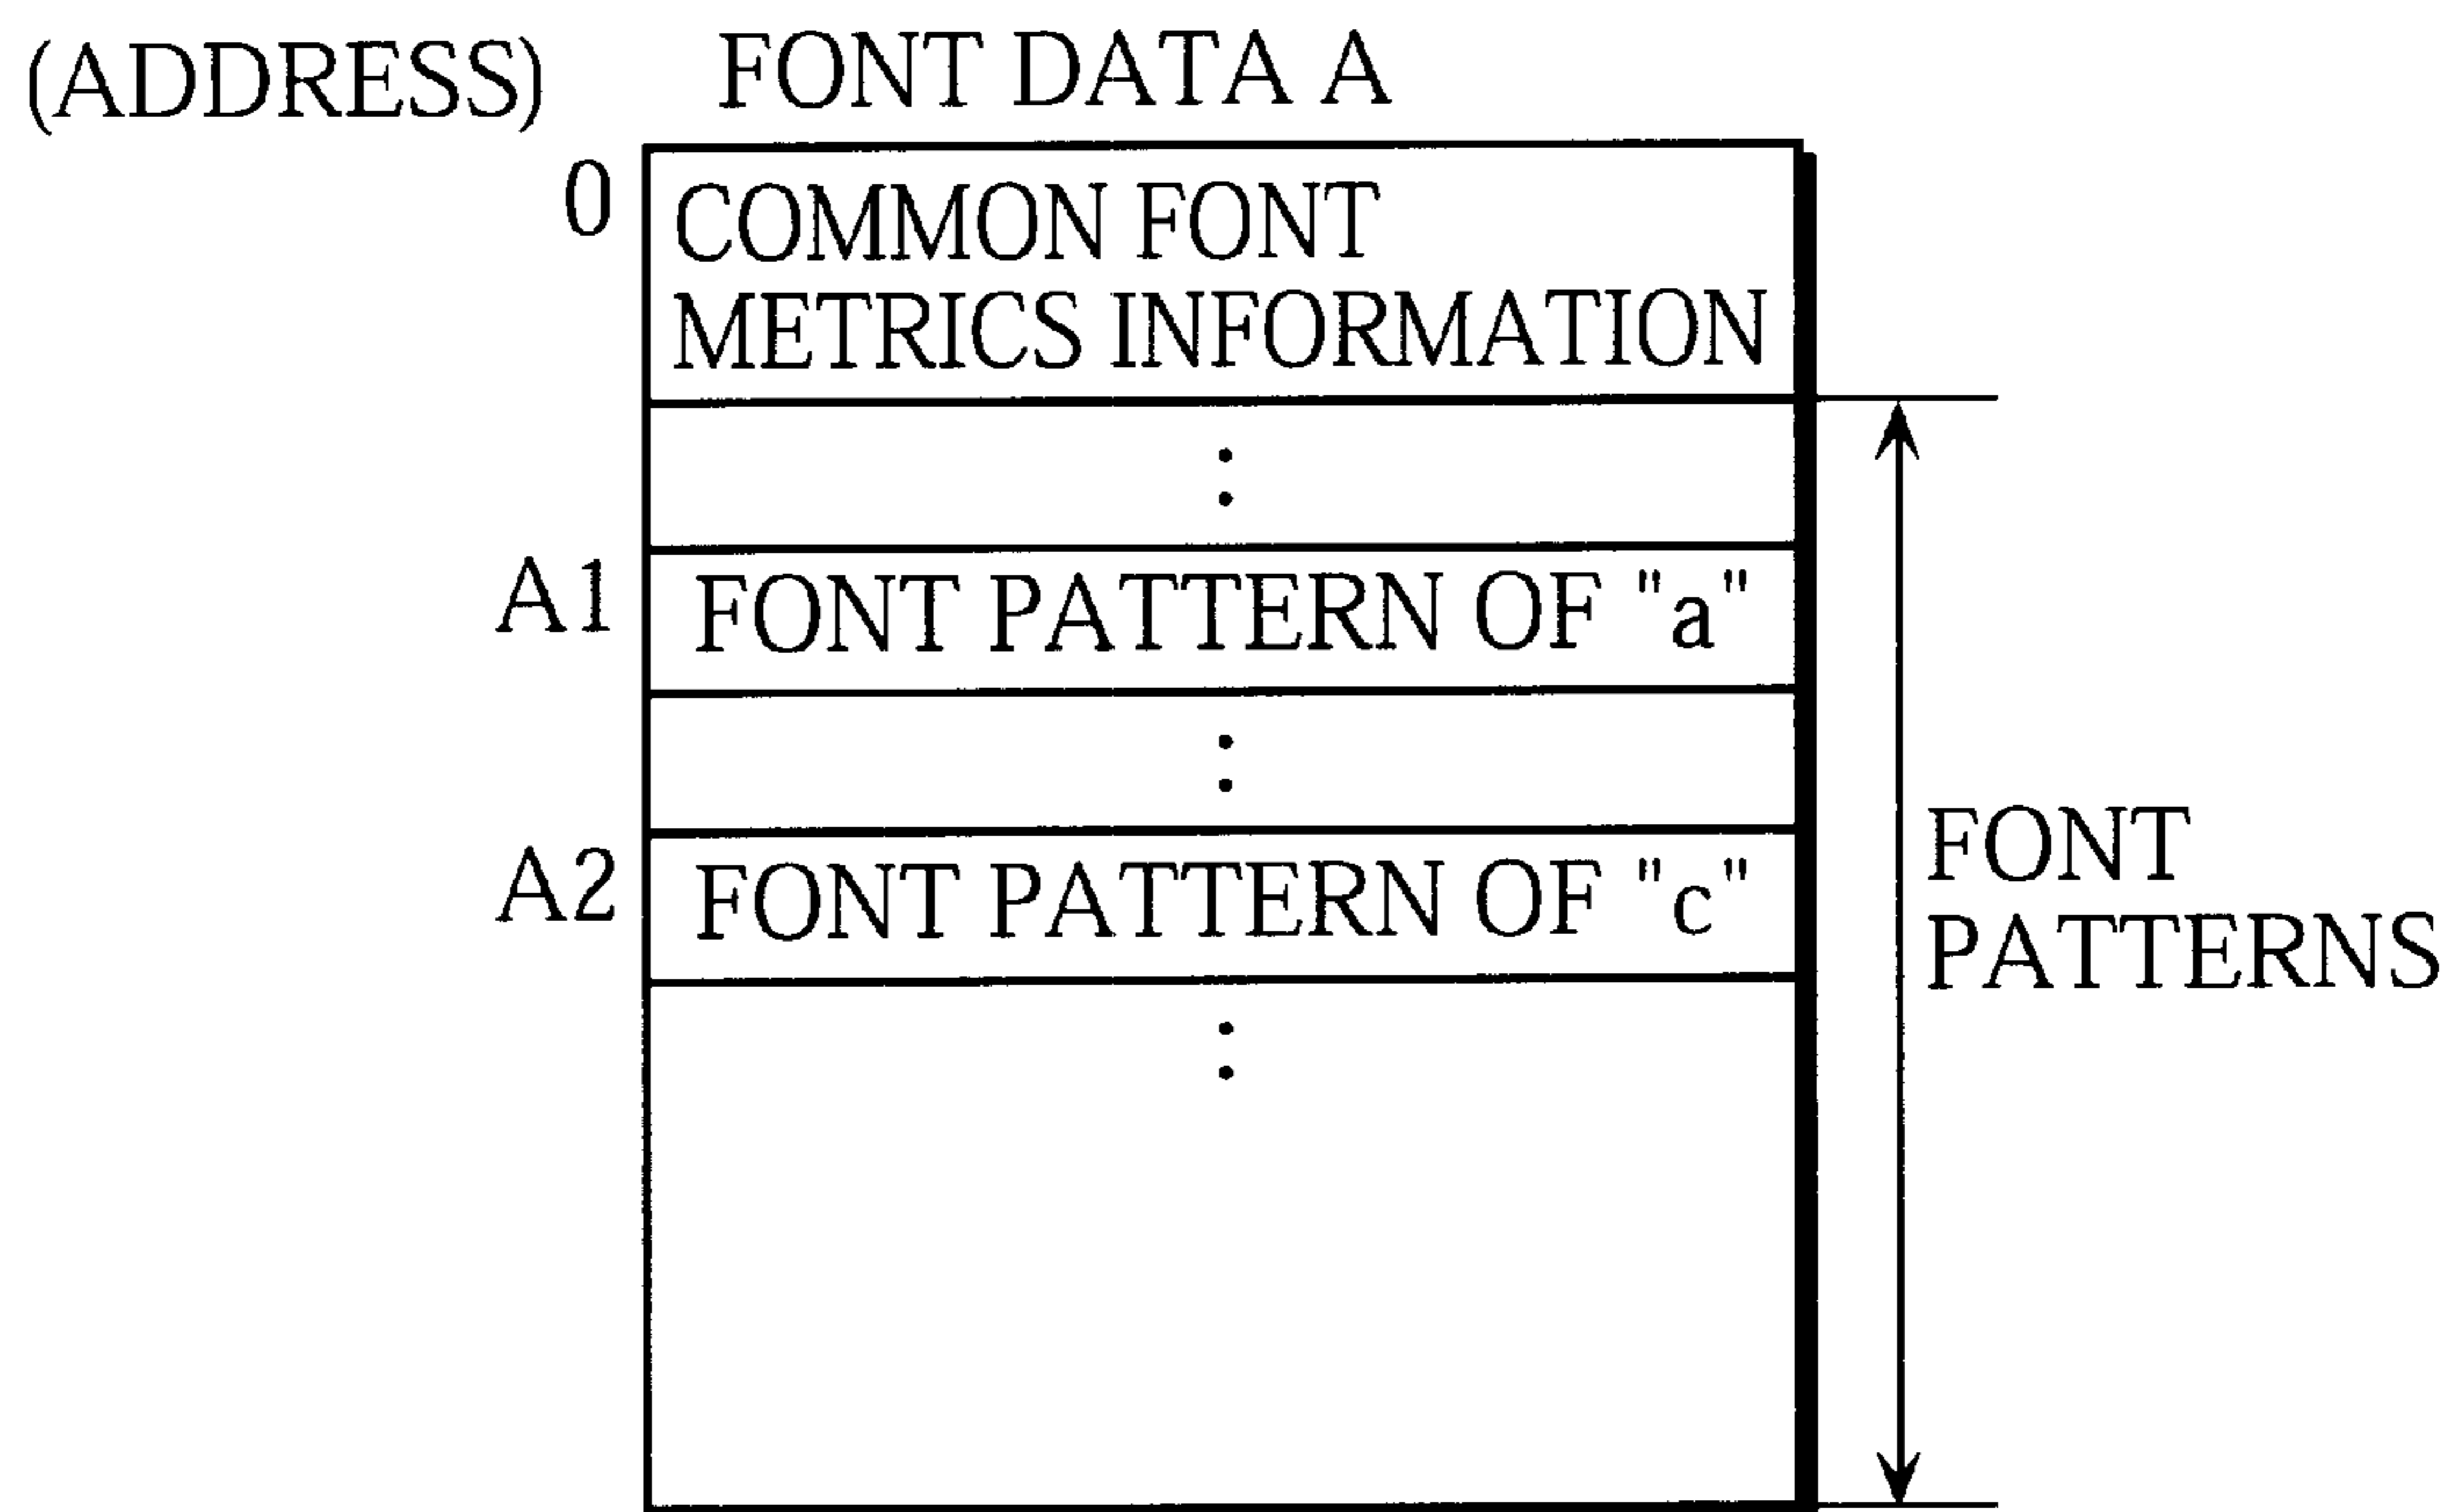 (ADDRESS) FONT DATA A
0 COMMON FONT
METRICS INFORMATION
:
A1 FONT PATTERN OF "a"
:
A2 FONT PATTERN OF "c"
:
FONT
PATTERNS